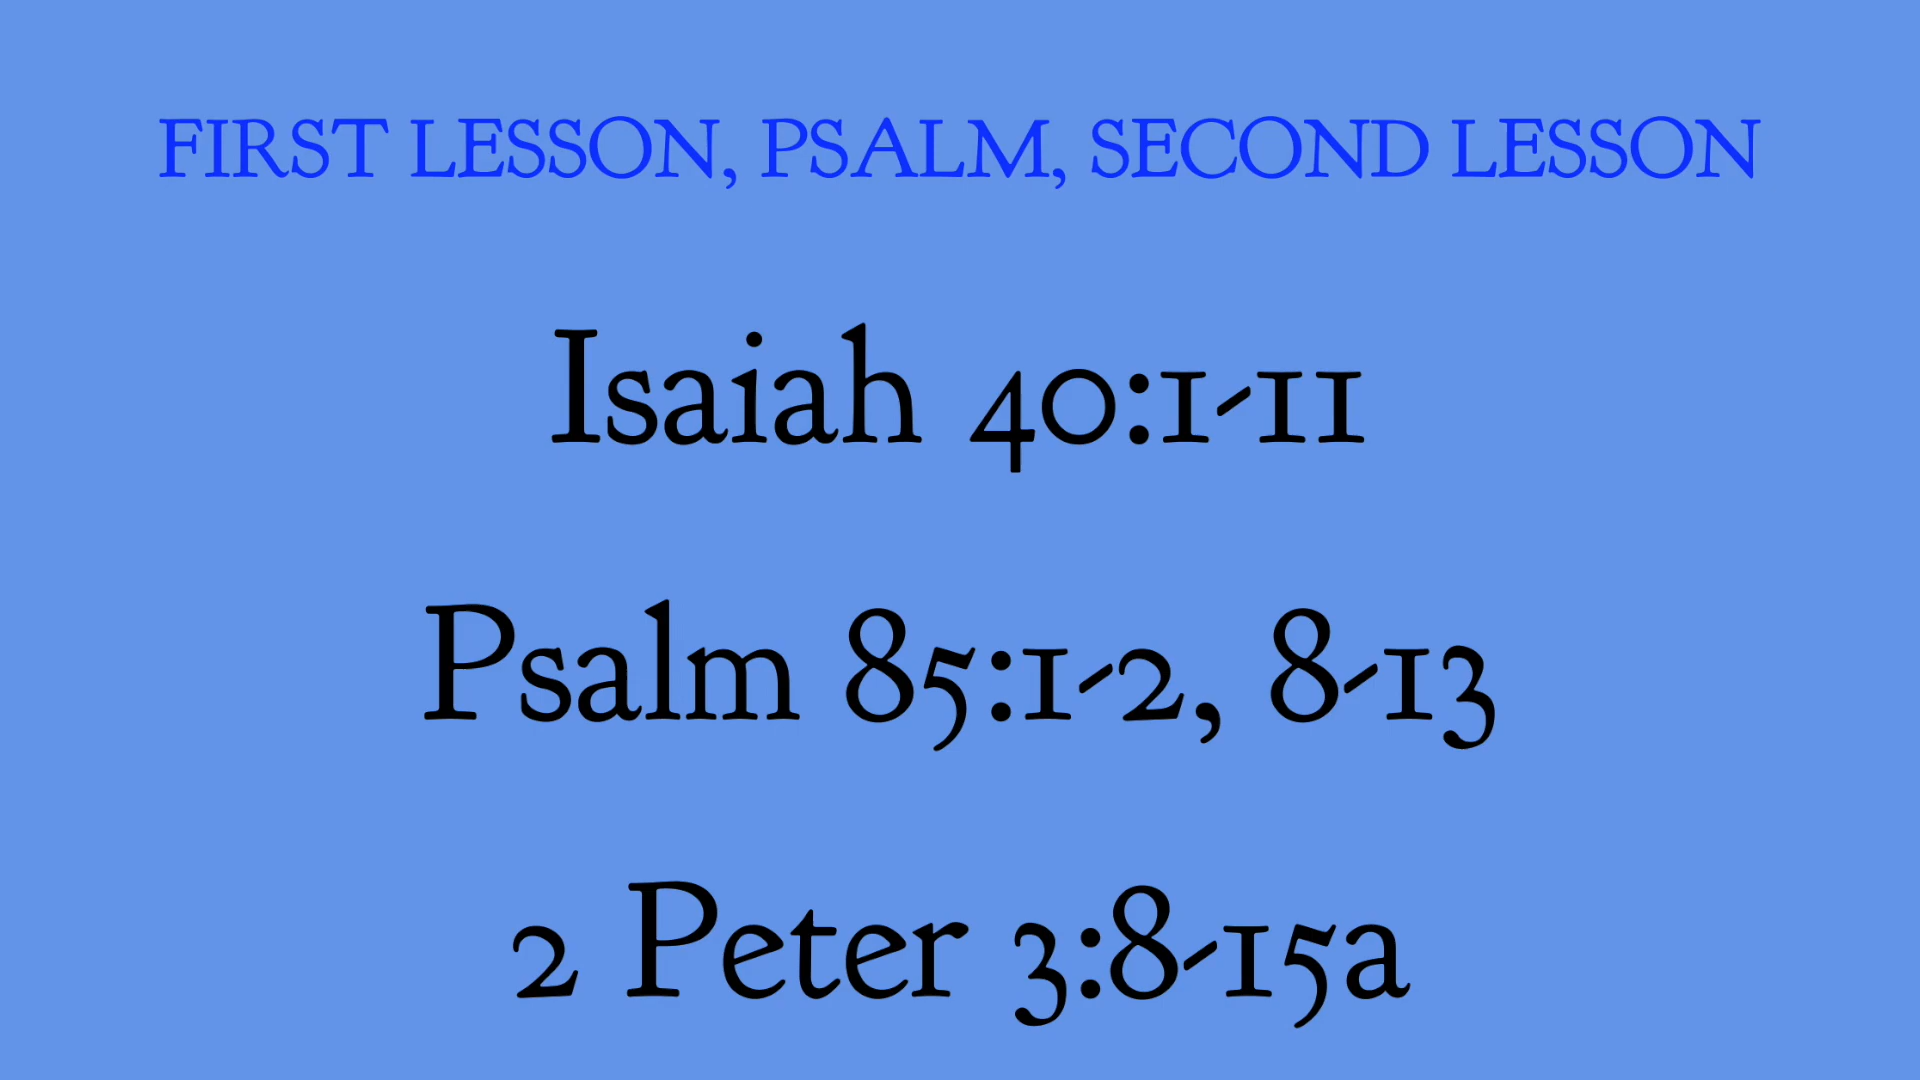 FIRST LESSON, PSALM, SECOND LESSON
Isaiah 40:1-11
Psalm 85:1-2, 8-13
2 Peter 3:8-15a